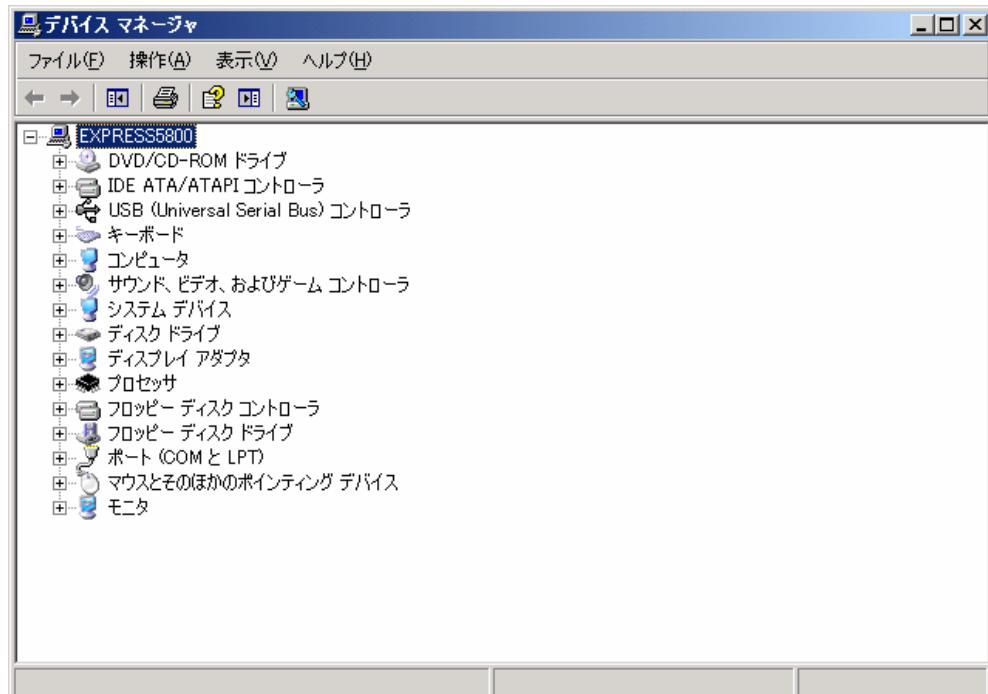 デバイス マネージャ
ファイル(F) 操作(A) 表示(V) ヘルプ(H)
EXPRESS5800
DVD/CD-ROM ドライブ
IDE ATA/ATAPI コントローラ
USB (Universal Serial Bus) コントローラ
キーボード
コンピュータ
サウンド、ビデオ、およびゲーム コントローラ
システム デバイス
ディスク ドライブ
ディスプレイ アダプタ
プロセッサ
フロッピー ディスク コントローラ
フロッピー ディスク ドライブ
ポート (COM と LPT)
マウスとそのほかのポインティング デバイス
モニタ